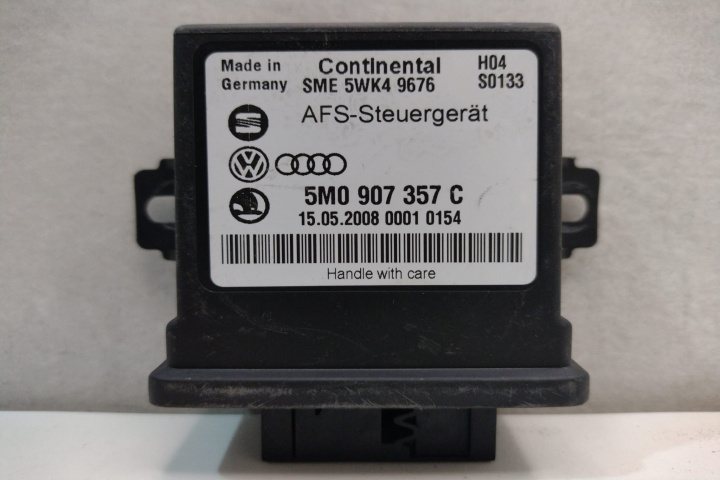 Made in Germany
Continental
SME 5WK4 9676
H04
S0133
AFS-Steuergerät
5M0 907 357 C
15.05.2008 0001 0154
Handle with care